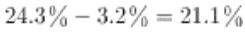 24.3% − 3.2% = 21.1%